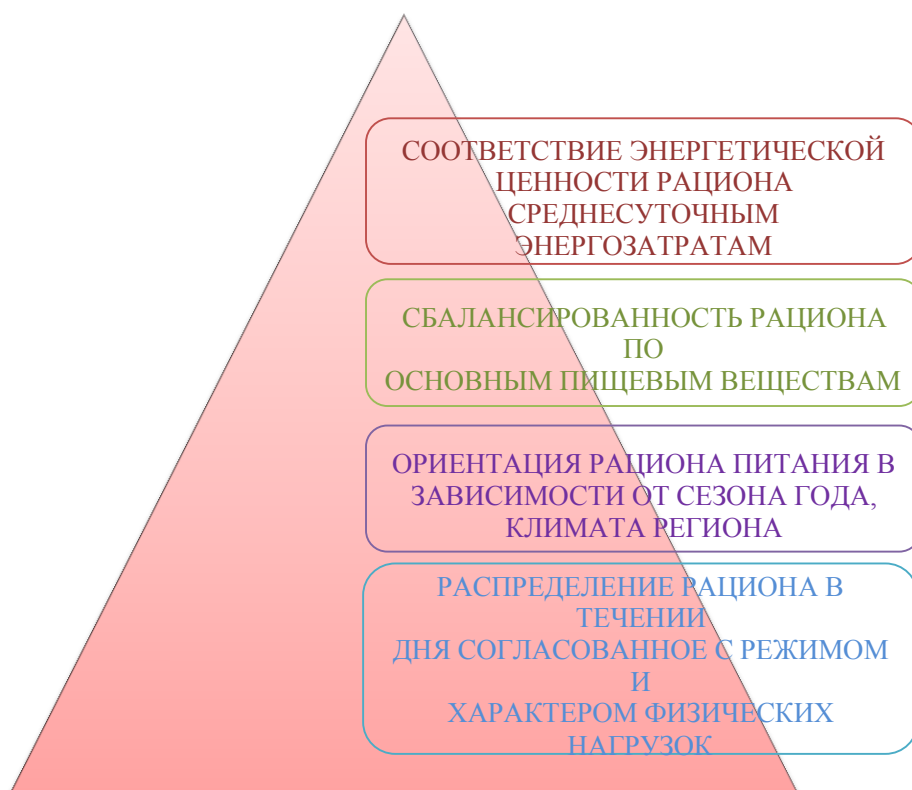 СООТВЕТСТВИЕ ЭНЕРГЕТИЧЕСКОЙ
ЦЕННОСТИ РАЦИОНА
СРЕДНЕСУТОЧНЫМ
ЭНЕРГОЗАТРАТАМ
СБАЛАНСИРОВАННОСТЬ РАЦИОНА
ПО
ОСНОВНЫМ ПИЩЕВЫМ ВЕЩЕСТВАМ
ОРИЕНТАЦИЯ РАЦИОНА ПИТАНИЯ В
ЗАВИСИМОСТИ ОТ СЕЗОНА ГОДА,
КЛИМАТА РЕГИОНА
РАСПРЕДЕЛЕНИЕ РАЦИОНА В
ТЕЧЕНИИ
ДНЯ СОГЛАСОВАННОЕ С РЕЖИМОМ
И
ХАРАКТЕРОМ ФИЗИЧЕСКИХ
НАГРУЗОК